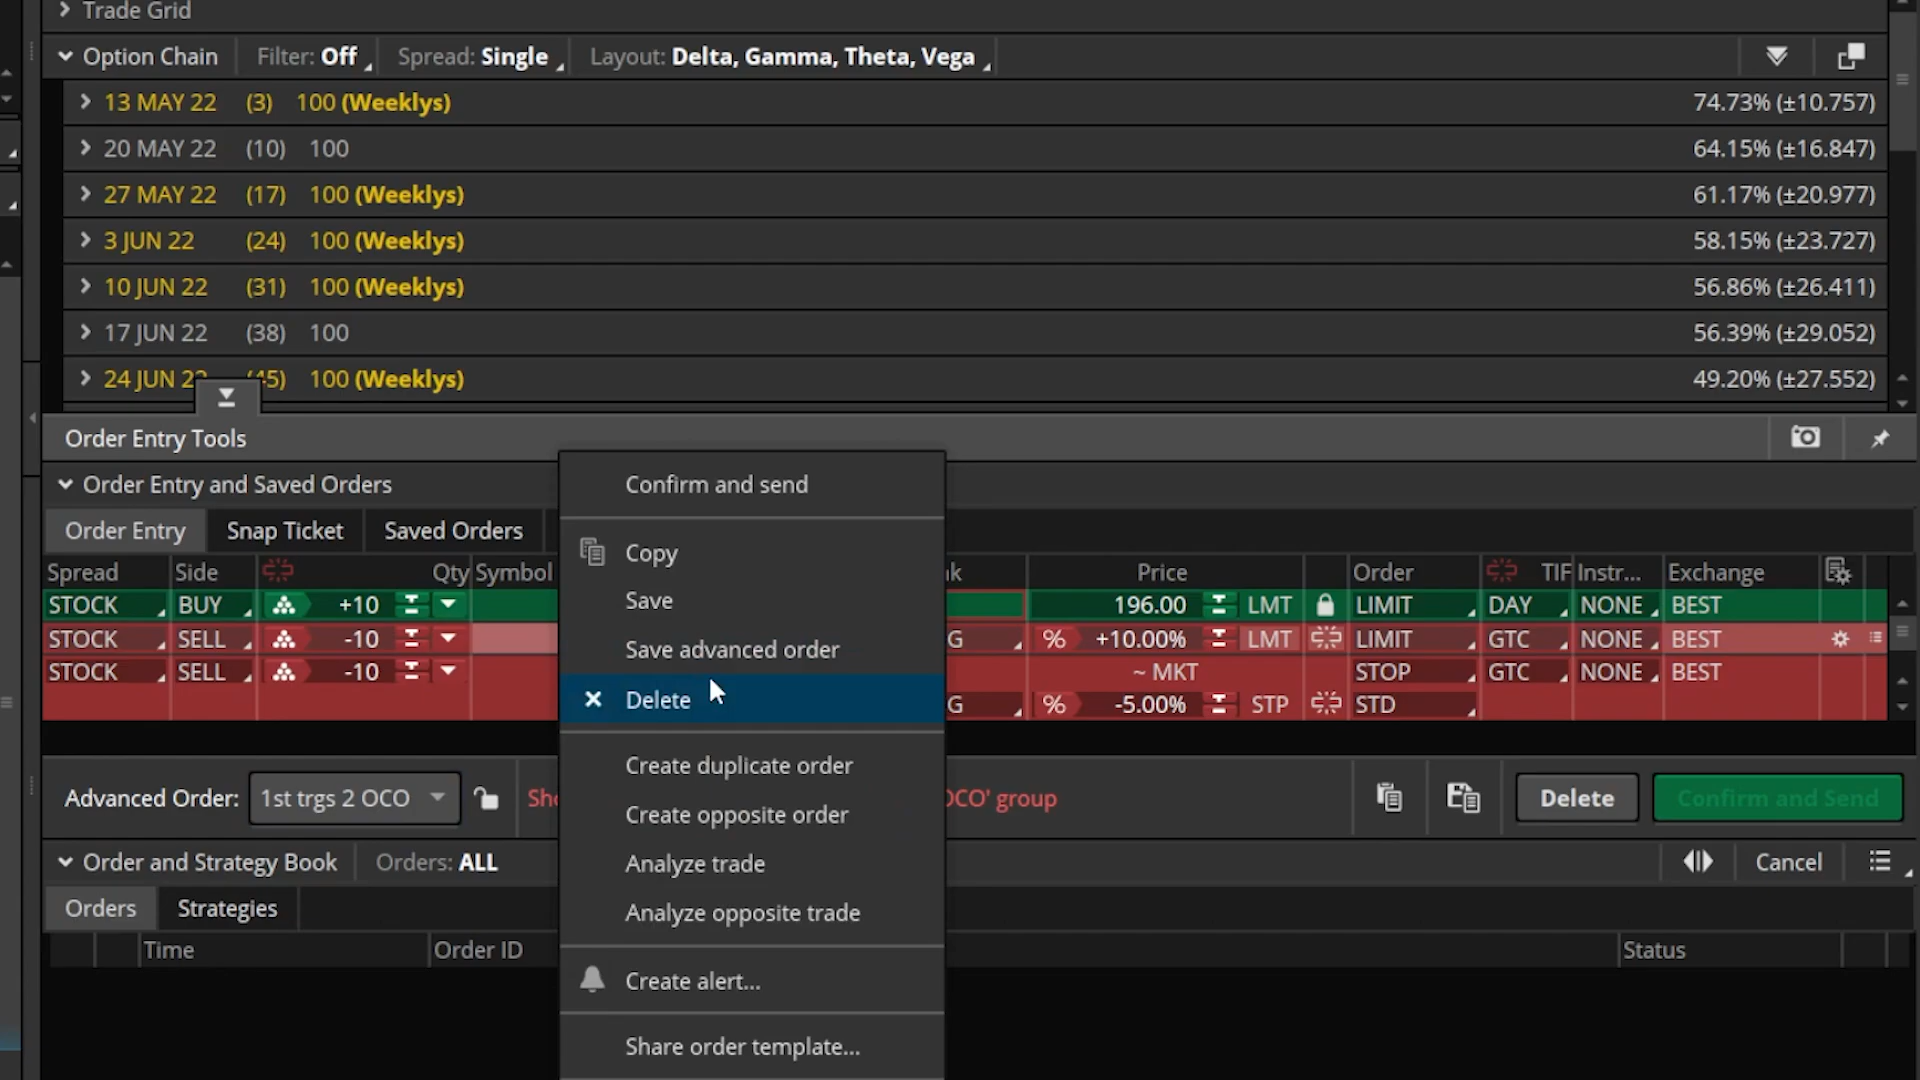 Trade Grid
Option Chain Filter: Off Spread: Single Layout: Delta, Gamma, Theta, Vega
13 MAY 22 (3) 100 (Weeklys) 74.73% (±10.757)
20 MAY 22 (10) 100 64.15% (±16.847)
27 MAY 22 (17) 100 (Weeklys) 61.17% (±20.977)
3 JUN 22 (24) 100 (Weeklys) 58.15% (±23.727)
10 JUN 22 (31) 100 (Weeklys) 56.86% (±26.411)
17 JUN 22 (38) 100 56.39% (±29.052)
24 JUN 22 (45) 100 (Weeklys) 49.20% (±27.552)
Order Entry Tools
Order Entry and Saved Orders
Order Entry Snap Ticket Saved Orders
Spread Side Qty Symbol Price Order TIF Instr... Exchange
STOCK BUY +10 196.00 LMT LIMIT DAY NONE BEST
STOCK SELL -10 G % +10.00% LMT LIMIT GTC NONE BEST
STOCK SELL -10 ~ MKT STOP GTC NONE BEST
G % -5.00% STP STD
Confirm and send
Copy
Save
Save advanced order
Delete
Create duplicate order
Create opposite order
Analyze trade
Analyze opposite trade
Create alert...
Share order template...
Advanced Order: 1st trgs 2 OCO OCO' group Delete Confirm and Send
Order and Strategy Book Orders: ALL Cancel
Orders Strategies
Time Order ID Status